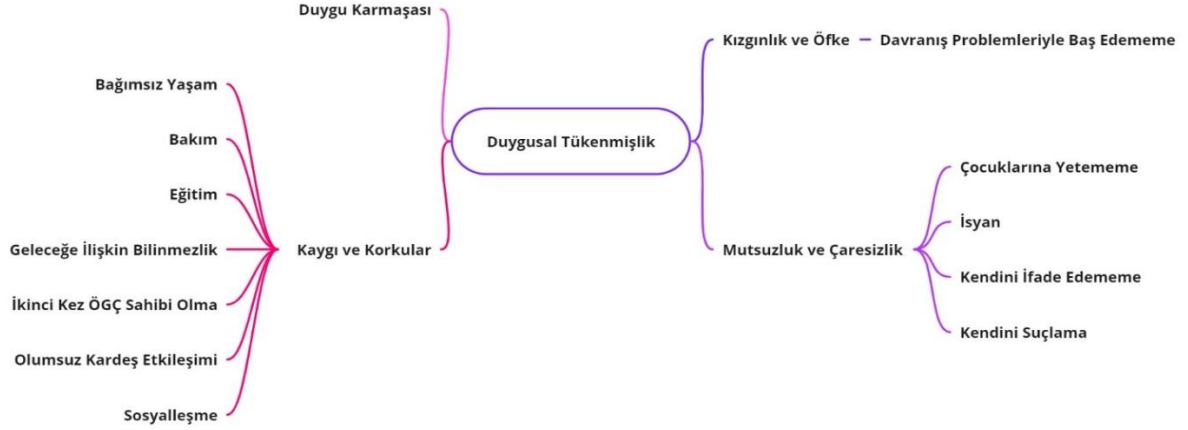 Duygu Karmaşası
Kızgınlık ve Öfke
Davranış Problemleriyle Baş Edememe
Bağımsız Yaşam
Bakım
Duygusal Tükenmişlik
Çocuklarına Yetememe
Eğitim
İsyan
Geleceğe İlişkin Bilinmezlik
Kaygı ve Korkular
Mutsuzluk ve Çaresizlik
Kendini İfade Edememe
İkinci Kez ÖGÇ Sahibi Olma
Kendini Suçlama
Olumsuz Kardeş Etkileşimi
Sosyalleşme